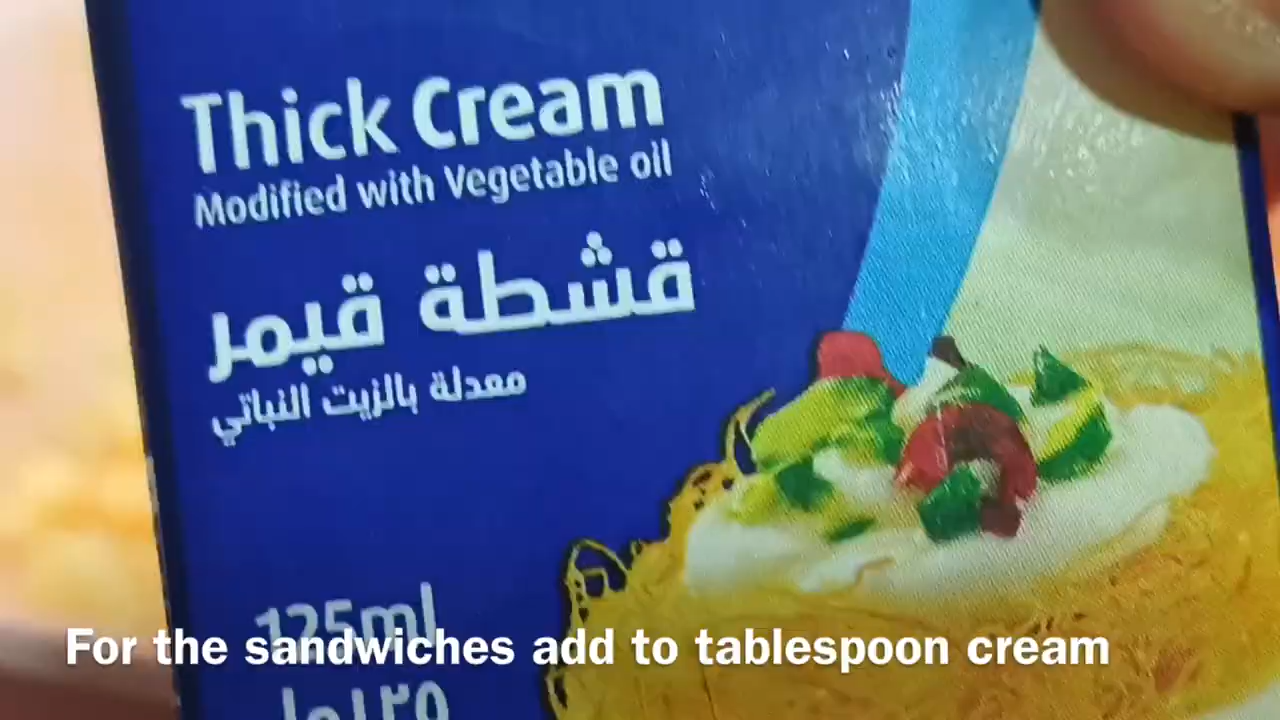 Thick Cream
Modified with Vegetable oil
قشطة قيمر
معدلة بالزيت النباتي
125ml
For the sandwiches add to tablespoon cream
١٢٥مل